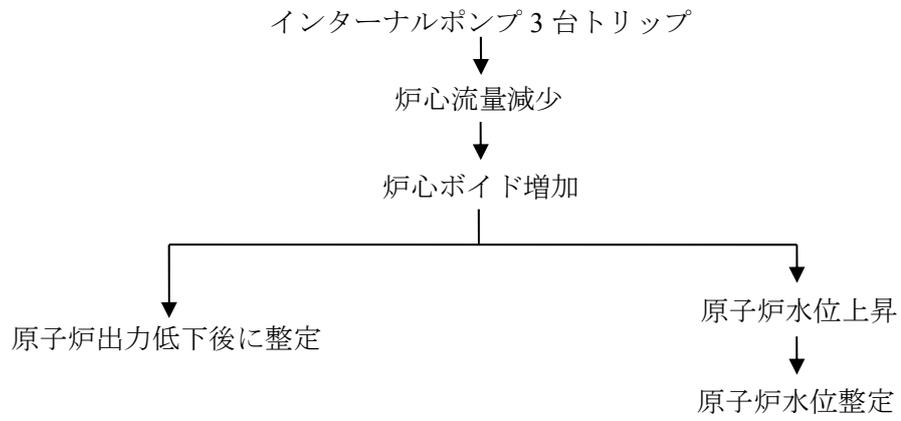 インターナルポンプ 3 台トリップ
炉心流量減少
炉心ボイド増加
原子炉出力低下後に整定
原子炉水位上昇
原子炉水位整定